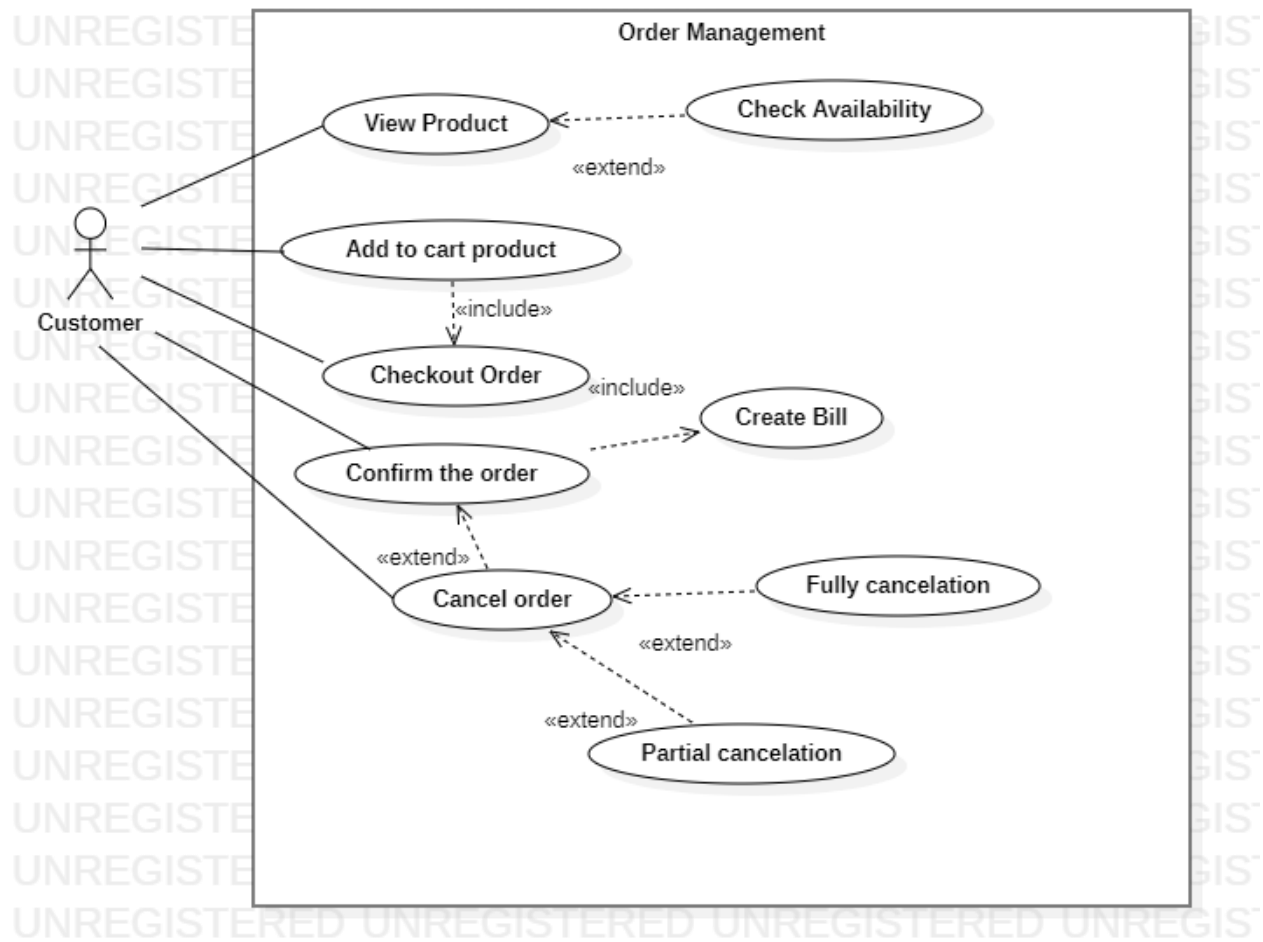 Order Management
View Product
Check Availability
«extend»
Add to cart product
«include»
Customer
Checkout Order
«include»
Create Bill
Confirm the order
«extend»
Cancel order
Fully cancelation
«extend»
«extend»
Partial cancelation
UNREGISTERED UNREGISTERED UNREGISTERED